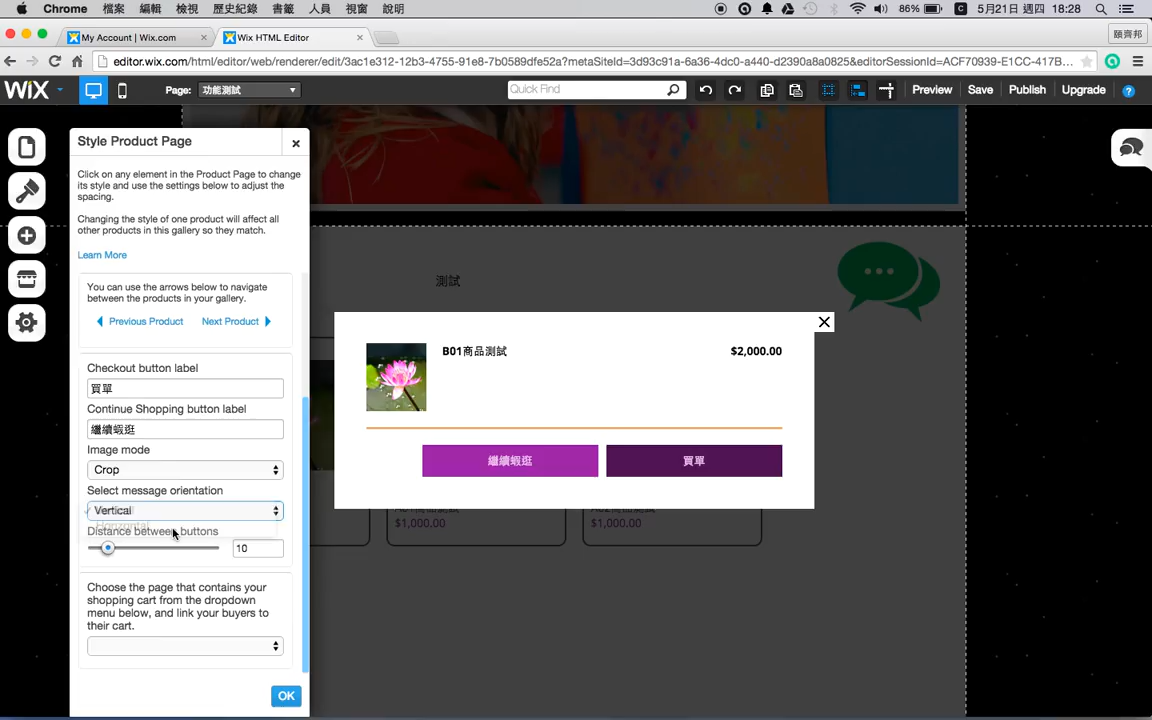 Chrome 檔案 編輯 檢視 歷史紀錄 書籤 人員 視窗 說明 86% C 5月21日 週四 18:28
My Account | Wix.com × Wix HTML Editor × 願齊邦
editor.wix.com/html/editor/web/renderer/edit/3ac1e312-12b3-4755-91e8-7b0589dfe52a?metaSiteId=3d93c91a-6a36-4dc0-a440-d2390a8a0825&editorSessionId=ACF70939-E1CC-417B...
WiX Page: 功能測試 Quick Find Preview Save Publish Upgrade ?
Style Product Page ×
Click on any element in the Product Page to change
its style and use the settings below to adjust the
spacing.
Changing the style of one product will affect all
other products in this gallery so they match.
Learn More
You can use the arrows below to navigate
between the products in your gallery.
Previous Product Next Product
Checkout button label
買單
Continue Shopping button label
繼續蝦逛
Image mode
Crop
Select message orientation
Vertical
Horizontal
Distance between buttons
10
Choose the page that contains your
shopping cart from the dropdown
menu below, and link your buyers to
their cart.
OK
測試
B01商品測試 $2,000.00
繼續蝦逛 買單
$1,000.00 $1,000.00